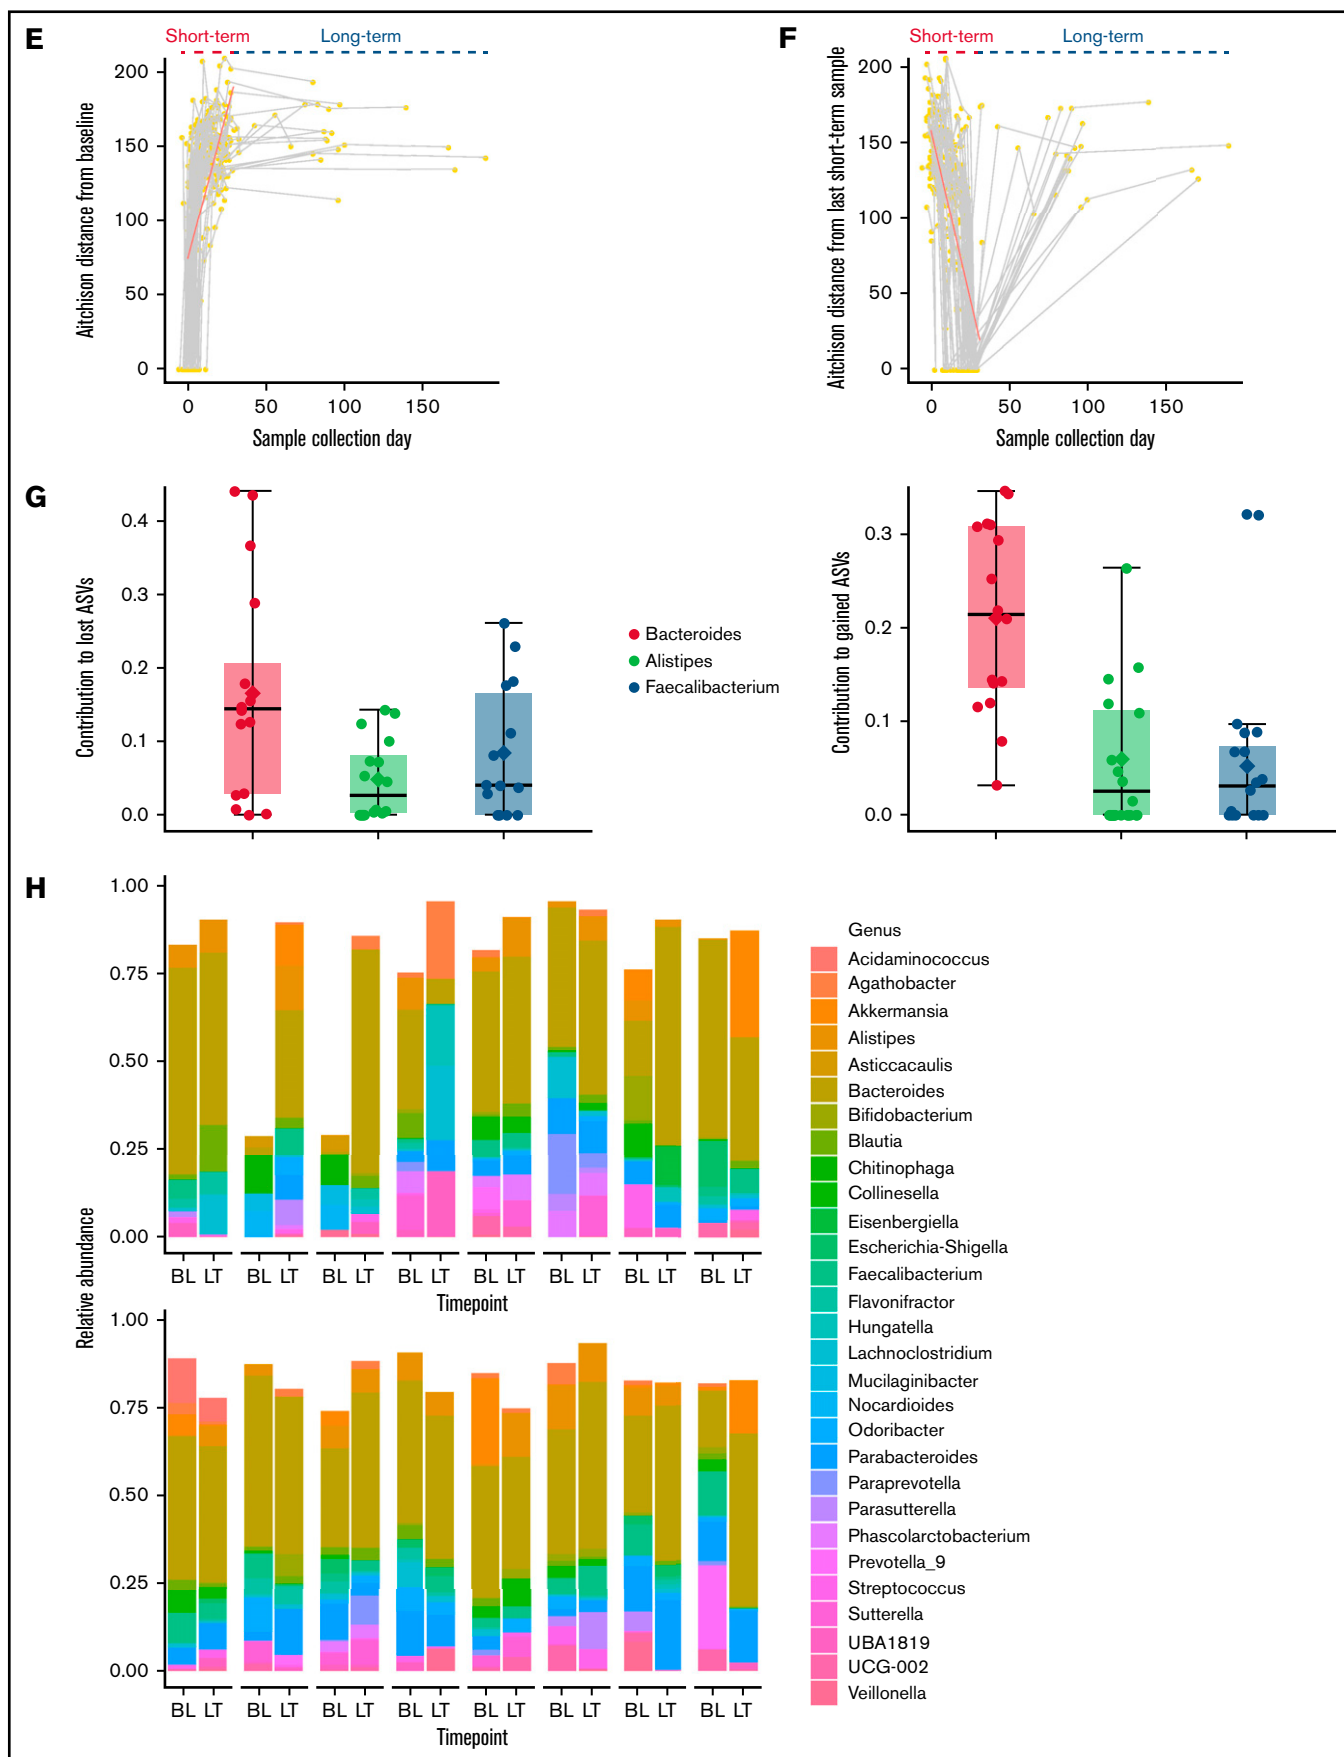 E
Short-term Long-term
Aitchison distance from baseline
200
150
100
50
0
0 50 100 150
Sample collection day
F
Short-term Long-term
Aitchison distance from last short-term sample
200
150
100
50
0
0 50 100 150
Sample collection day
G
Contribution to lost ASVs
0.4
0.3
0.2
0.1
0.0
Bacteroides
Alistipes
Faecalibacterium
Contribution to gained ASVs
0.3
0.2
0.1
0.0
H
Relative abundance
1.00
0.75
0.50
0.25
0.00
BL LT BL LT BL LT BL LT BL LT BL LT BL LT BL LT
Timepoint
1.00
0.75
0.50
0.25
0.00
BL LT BL LT BL LT BL LT BL LT BL LT BL LT BL LT
Timepoint
Genus
Acidaminococcus
Agathobacter
Akkermansia
Alistipes
Asticcacaulis
Bacteroides
Bifidobacterium
Blautia
Chitinophaga
Collinesella
Eisenbergiella
Escherichia-Shigella
Faecalibacterium
Flavonifractor
Hungatella
Lachnoclostridium
Mucilaginibacter
Nocardioides
Odoribacter
Parabacteroides
Paraprevotella
Parasutterella
Phascolarctobacterium
Prevotella_9
Streptococcus
Sutterella
UBA1819
UCG-002
Veillonella